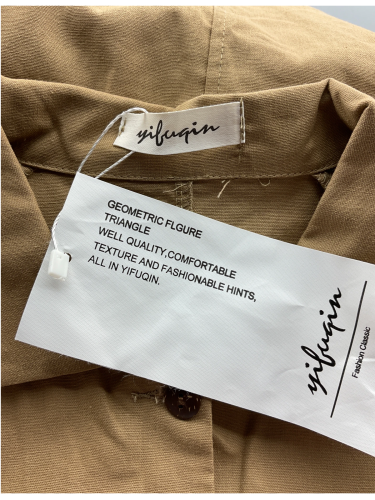 yifuqin
GEOMETRIC FLGURE
TRIANGLE
WELL QUALITY,COMFORTABLE
TEXTURE AND FASHIONABLE HINTS,
ALL IN YIFUQIN.
yifuqin
Fashion Classic